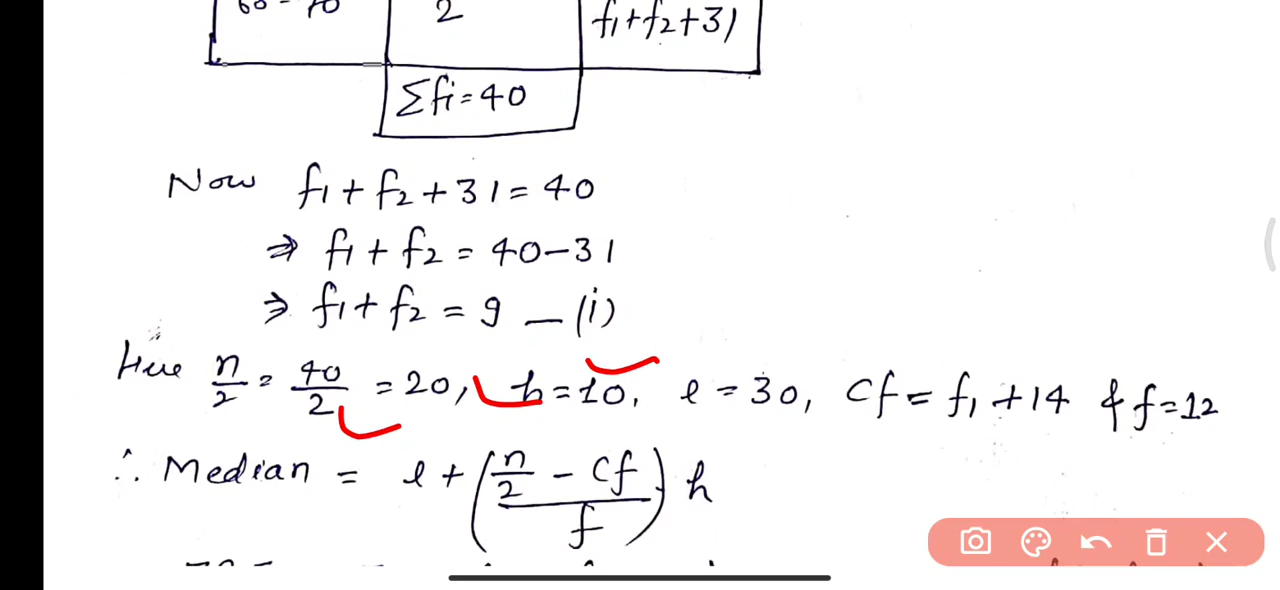 60-70 2 f₁+f₂+31
Σfi=40
Now f₁+f₂+31=40
⇒ f₁+f₂=40-31
⇒ f₁+f₂=9 —(i)
Here n/2=40/2=20, h=10, l=30, Cf=f₁+14 & f=12
∴ Median = l+((n/2-Cf)/f)h